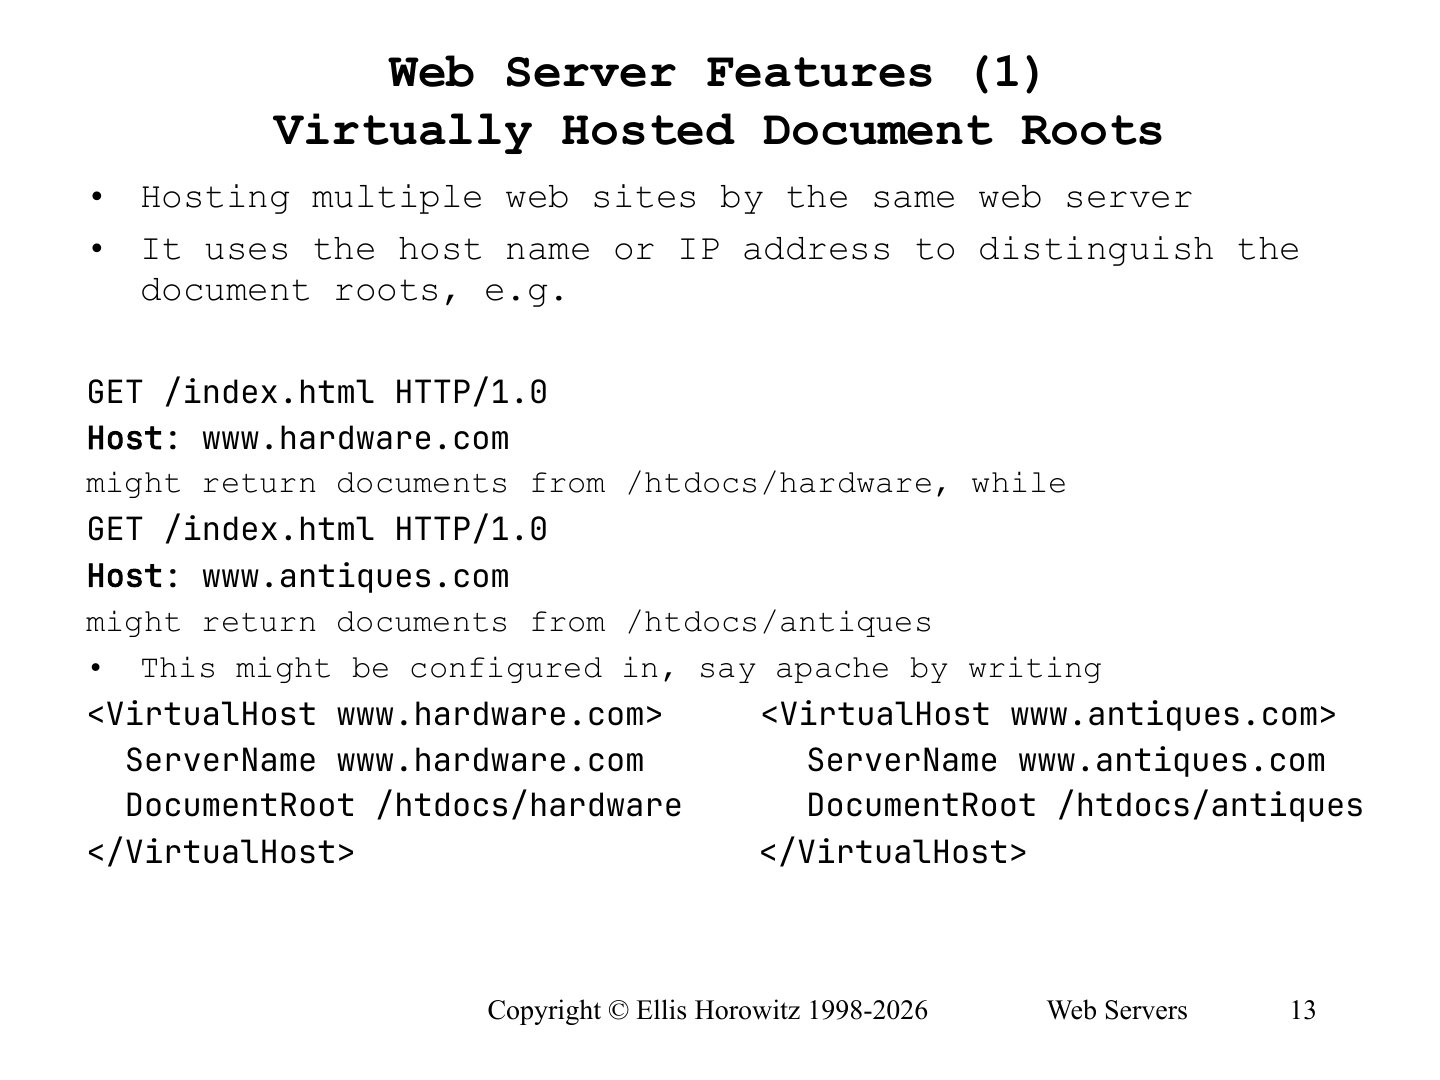 Web Server Features (1)
Virtually Hosted Document Roots
• Hosting multiple web sites by the same web server
• It uses the host name or IP address to distinguish the
document roots, e.g.
GET /index.html HTTP/1.0
Host: www.hardware.com
might return documents from /htdocs/hardware, while
GET /index.html HTTP/1.0
Host: www.antiques.com
might return documents from /htdocs/antiques
• This might be configured in, say apache by writing
<VirtualHost www.hardware.com> <VirtualHost www.antiques.com>
ServerName www.hardware.com ServerName www.antiques.com
DocumentRoot /htdocs/hardware DocumentRoot /htdocs/antiques
</VirtualHost> </VirtualHost>
Copyright © Ellis Horowitz 1998-2026 Web Servers 13